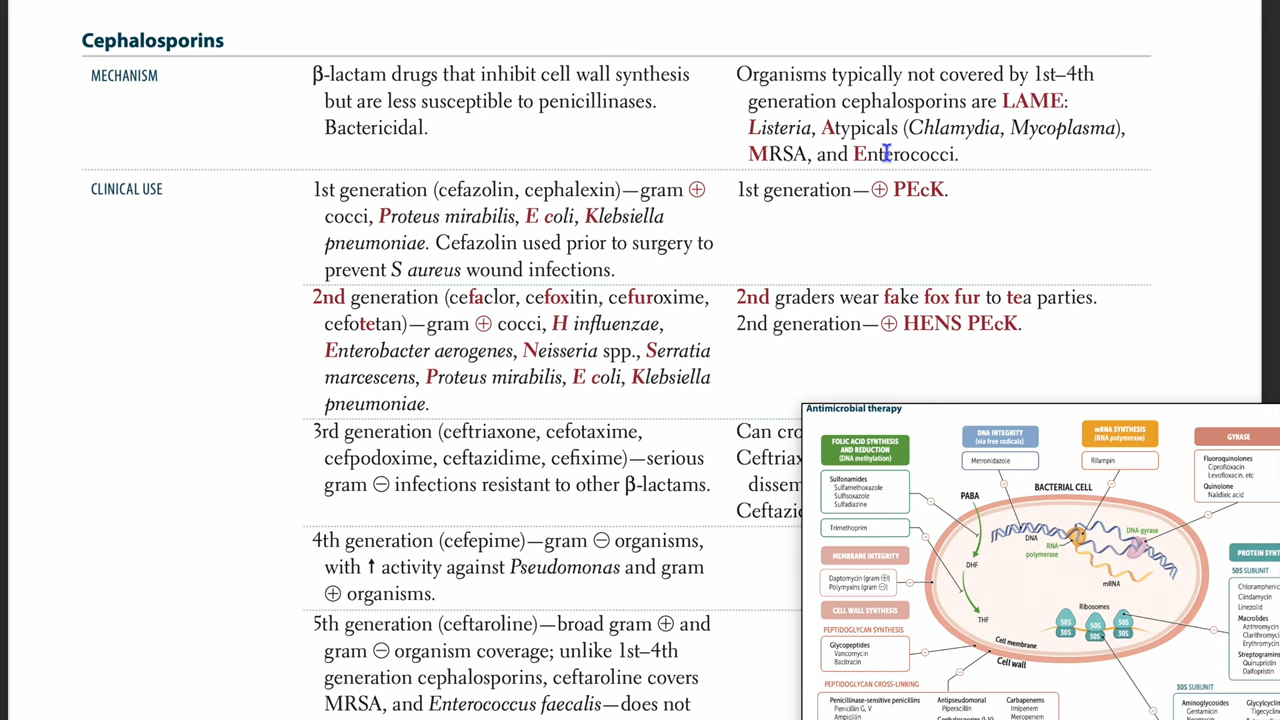 Cephalosporins
MECHANISM
β-lactam drugs that inhibit cell wall synthesis
but are less susceptible to penicillinases.
Bactericidal.
Organisms typically not covered by 1st–4th
generation cephalosporins are LAME:
Listeria, Atypicals (Chlamydia, Mycoplasma),
MRSA, and Enterococci.
CLINICAL USE
1st generation (cefazolin, cephalexin)—gram ⊕
cocci, Proteus mirabilis, E coli, Klebsiella
pneumoniae. Cefazolin used prior to surgery to
prevent S aureus wound infections.
1st generation—⊕ PEcK.
2nd generation (cefaclor, cefoxitin, cefuroxime,
cefotetan)—gram ⊕ cocci, H influenzae,
Enterobacter aerogenes, Neisseria spp., Serratia
marcescens, Proteus mirabilis, E coli, Klebsiella
pneumoniae.
2nd graders wear fake fox fur to tea parties.
2nd generation—⊕ HENS PEcK.
3rd generation (ceftriaxone, cefotaxime,
cefpodoxime, ceftazidime, cefixime)—serious
gram ⊖ infections resistant to other β-lactams.
Can cro
Ceftriax
dissem
Ceftazid
4th generation (cefepime)—gram ⊖ organisms,
with ↑ activity against Pseudomonas and gram
⊕ organisms.
5th generation (ceftaroline)—broad gram ⊕ and
gram ⊖ organism coverage; unlike 1st–4th
generation cephalosporins, ceftaroline covers
MRSA, and Enterococcus faecalis—does not
Antimicrobial therapy
FOLIC ACID SYNTHESIS
AND REDUCTION
(DNA methylation)
Sulfonamides
Sulfamethoxazole
Sulfisoxazole
Sulfadiazine
Trimethoprim
MEMBRANE INTEGRITY
Daptomycin (gram ⊕)
Polymyxins (gram ⊖)
CELL WALL SYNTHESIS
PEPTIDOGLYCAN SYNTHESIS
Glycopeptides
Vancomycin
Bacitracin
PEPTIDOGLYCAN CROSS-LINKING
Penicillinase-sensitive penicillins
Penicillin G, V
Ampicillin
Antipseudomonal
Piperacillin
Cephalosporins (I–V)
Carbapenems
Imipenem
Meropenem
DNA INTEGRITY
(via free radicals)
Metronidazole
mRNA SYNTHESIS
(RNA polymerase)
Rifampin
GYRASE
Fluoroquinolones
Ciprofloxacin
Levofloxacin, etc
Quinolone
Nalidixic acid
BACTERIAL CELL
PABA
DHF
THF
DNA
RNA
polymerase
DNA gyrase
mRNA
Ribosomes
50S
50S
50S
30S
30S
30S
Cell membrane
Cell wall
PROTEIN SYNT
50S SUBUNIT
Chloramphenic
Clindamycin
Linezolid
Macrolides
Azithromycin
Clarithromyc
Erythromycin
Streptogramins
Quinupristin
Dalfopristin
30S SUBUNIT
Aminoglycosides
Gentamicin
Glycylcyclin
Tigecyclin